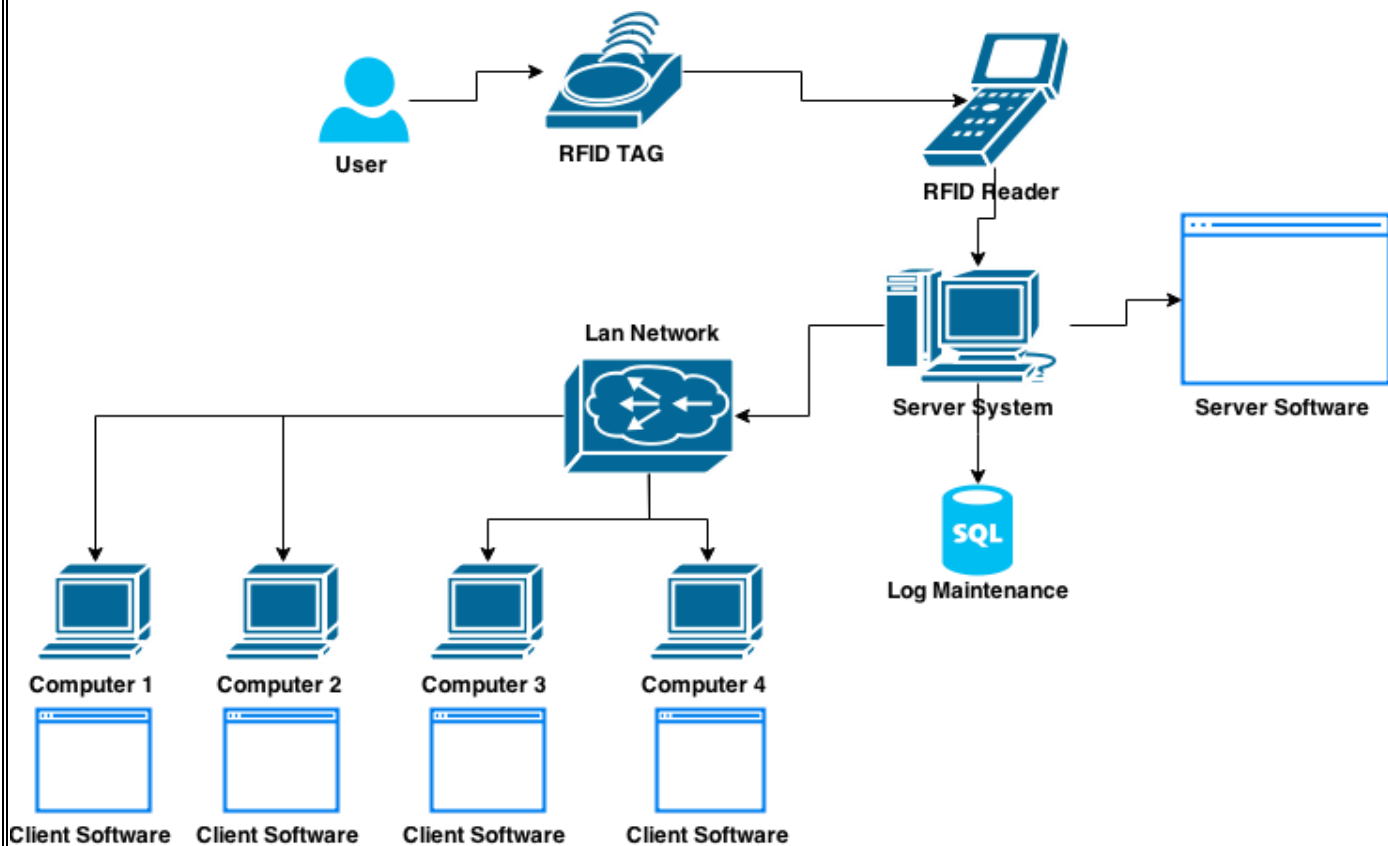 User
RFID TAG
RFID Reader
Lan Network
Server System
Server Software
SQL
Log Maintenance
Computer 1
Computer 2
Computer 3
Computer 4
Client Software
Client Software
Client Software
Client Software